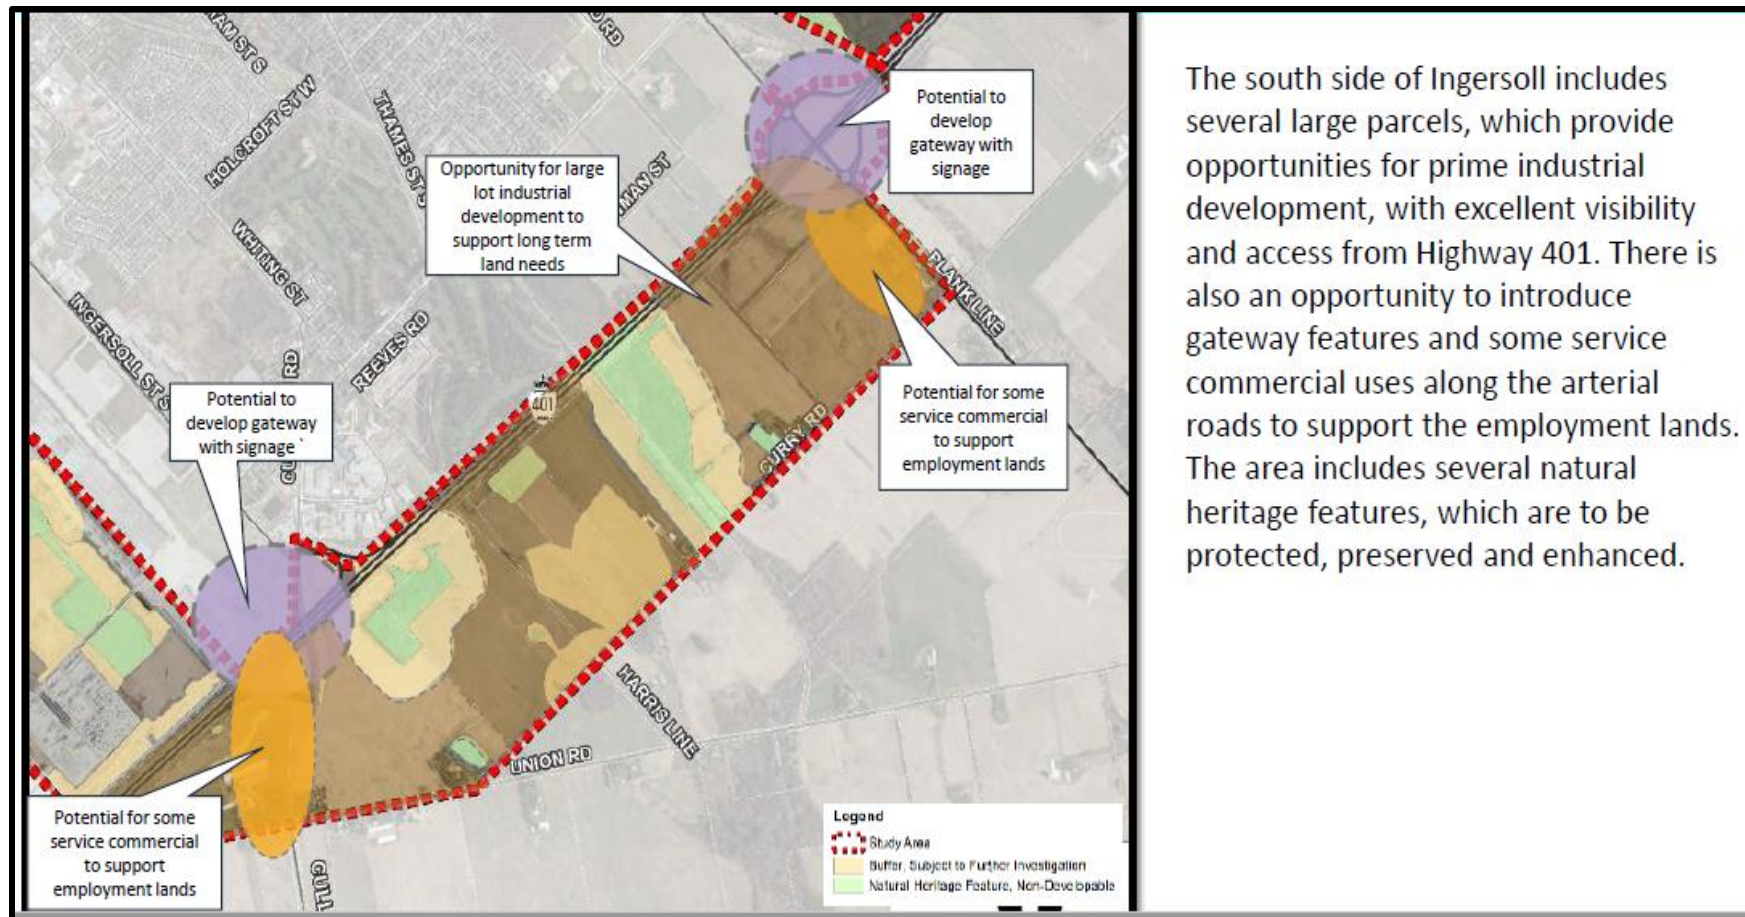 HOLCROFT ST W
THAMES ST S
WHITING ST
INGERSOLL ST S
REEVES RD
401
CURRY RD
PLANK LINE
HARRIS LINE
UNION RD
Potential to
develop
gateway with
signage
Opportunity for large
lot industrial
development to
support long term
land needs
Potential to
develop gateway
with signage `
Potential for some
service commercial
to support
employment lands
Potential for some
service commercial
to support
employment lands
Legend
Study Area
Buffer, Subject to Further Investigation
Natural Heritage Feature, Non-Developable
The south side of Ingersoll includes
several large parcels, which provide
opportunities for prime industrial
development, with excellent visibility
and access from Highway 401. There is
also an opportunity to introduce
gateway features and some service
commercial uses along the arterial
roads to support the employment lands.
The area includes several natural
heritage features, which are to be
protected, preserved and enhanced.